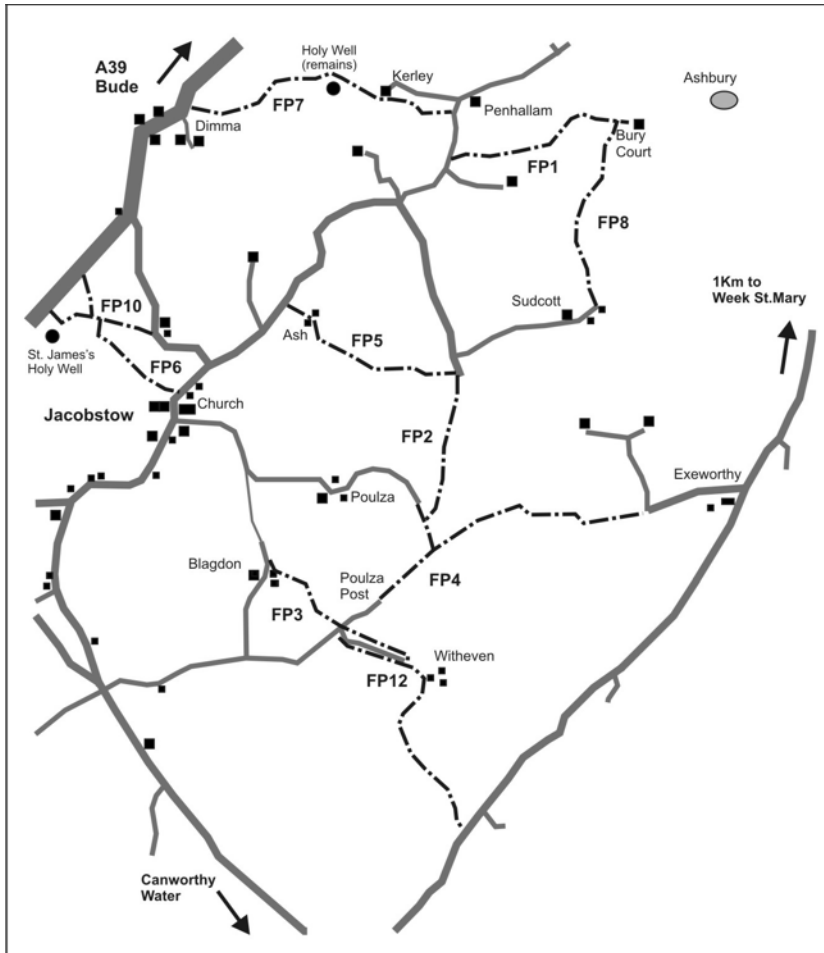 A39
Bude
Holy Well
(remains)
Kerley
Ashbury
FP7
Penhallam
Dimma
Bury
Court
FP1
FP8
1Km to
Week St.Mary
FP10
Sudcott
Ash
FP5
St. James's
Holy Well
FP6
Jacobstow
Church
FP2
Exeworthy
Poulza
Blagdon
Poulza
Post
FP4
FP3
Witheven
FP12
Canworthy
Water